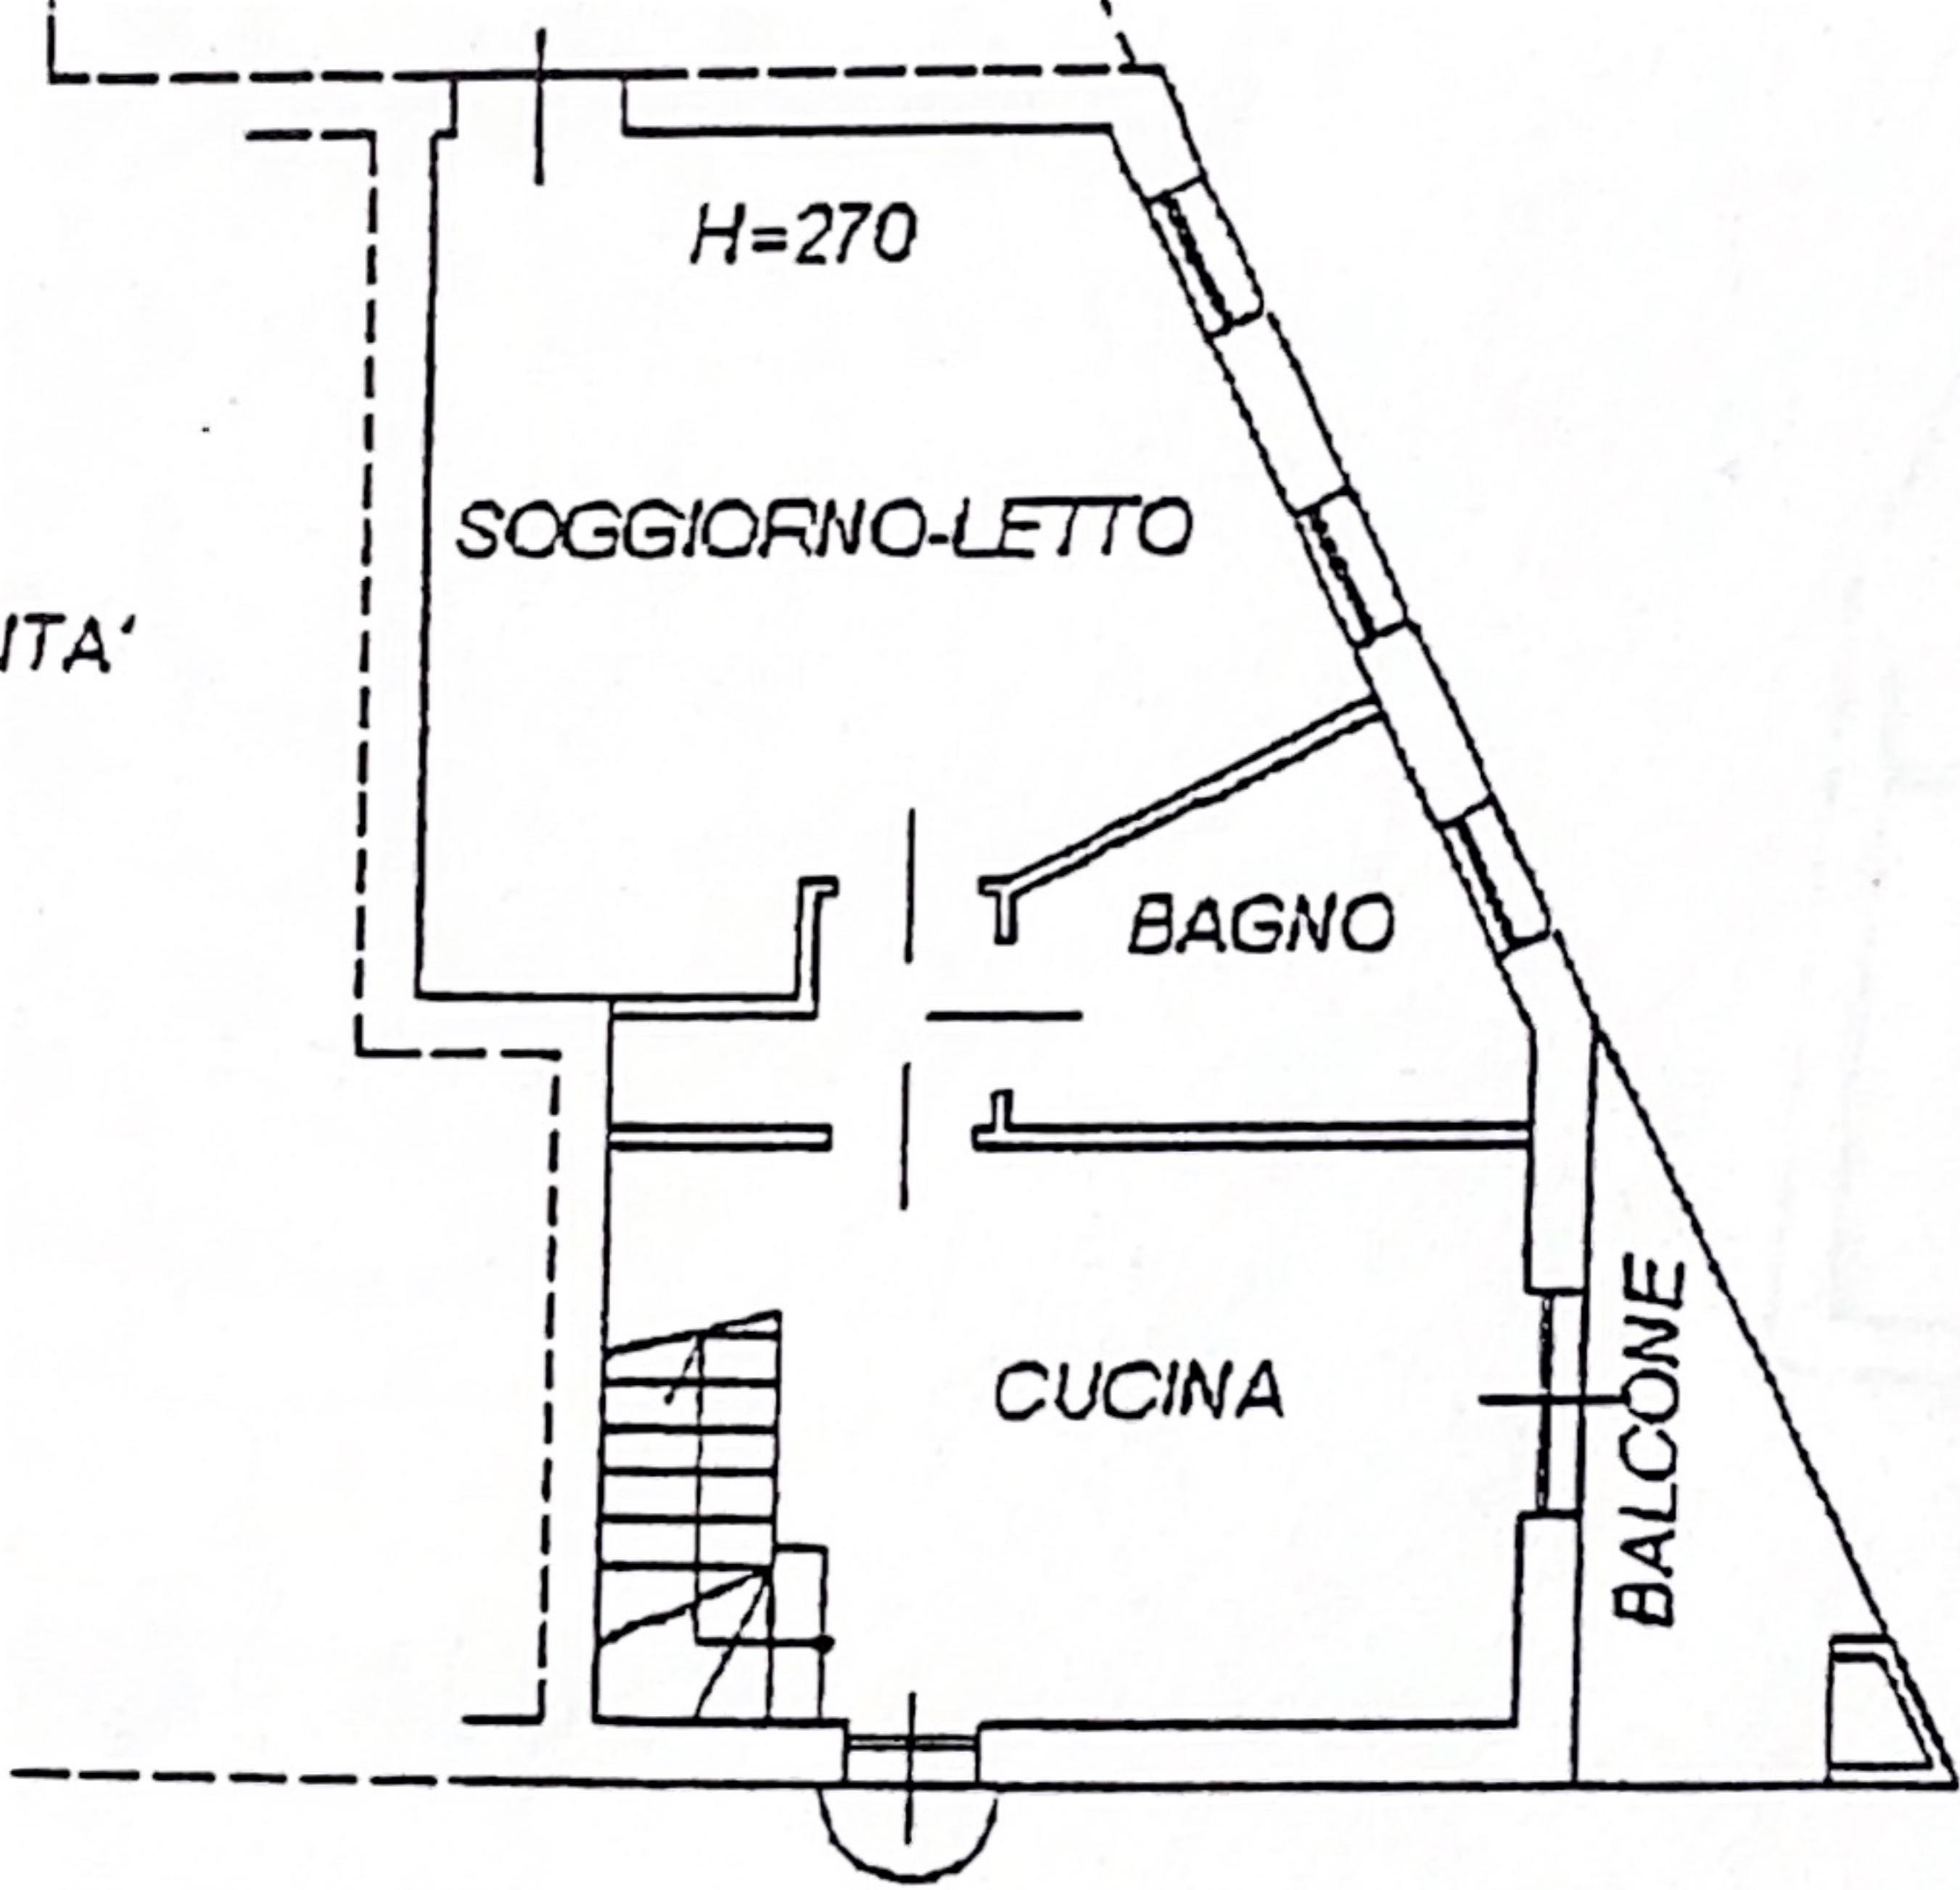 H=270
SOGGIORNO-LETTO
ITA'
BAGNO
CUCINA
BALCONE